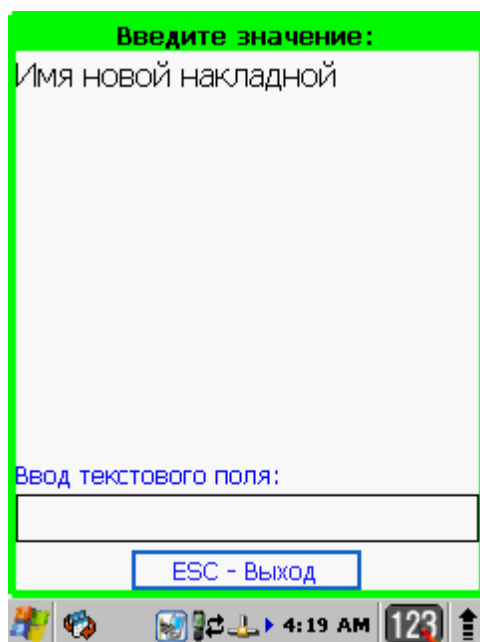 Введите значение:
Имя новой накладной
Ввод текстового поля:
ESC - Выход
4:19 AM
123